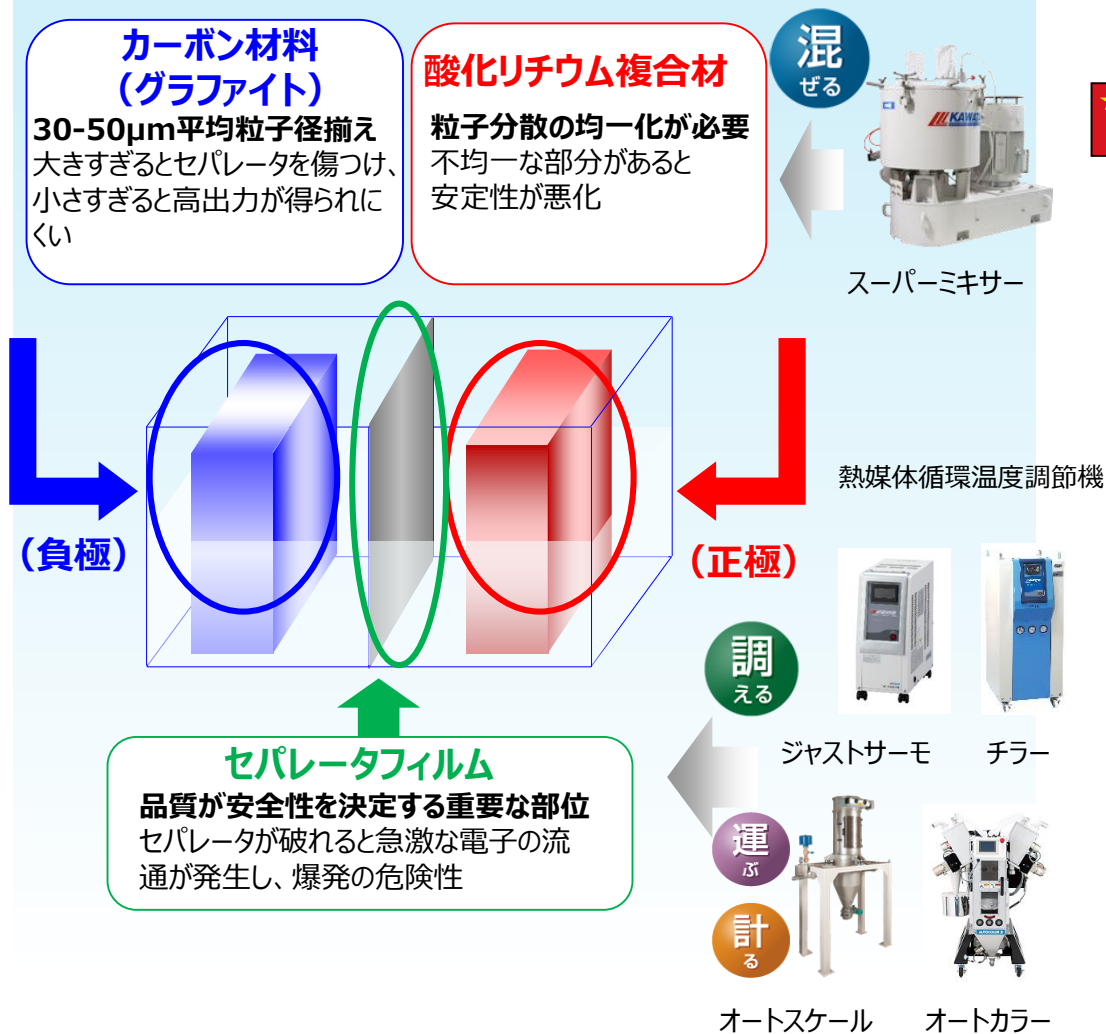 カーボン材料
（グラファイト）
30-50μm平均粒子径揃え
大きすぎるとセパレータを傷つけ、
小さすぎると高出力が得られに
くい
酸化リチウム複合材
粒子分散の均一化が必要
不均一な部分があると
安定性が悪化
混
ぜる
KAWATA
スーパーミキサー
（負極）
（正極）
熱媒体循環温度調節機
調
える
ジャストサーモ
チラー
セパレータフィルム
品質が安全性を決定する重要な部位
セパレータが破れると急激な電子の流
通が発生し、爆発の危険性
運
ぶ
計
る
オートスケール
オートカラー